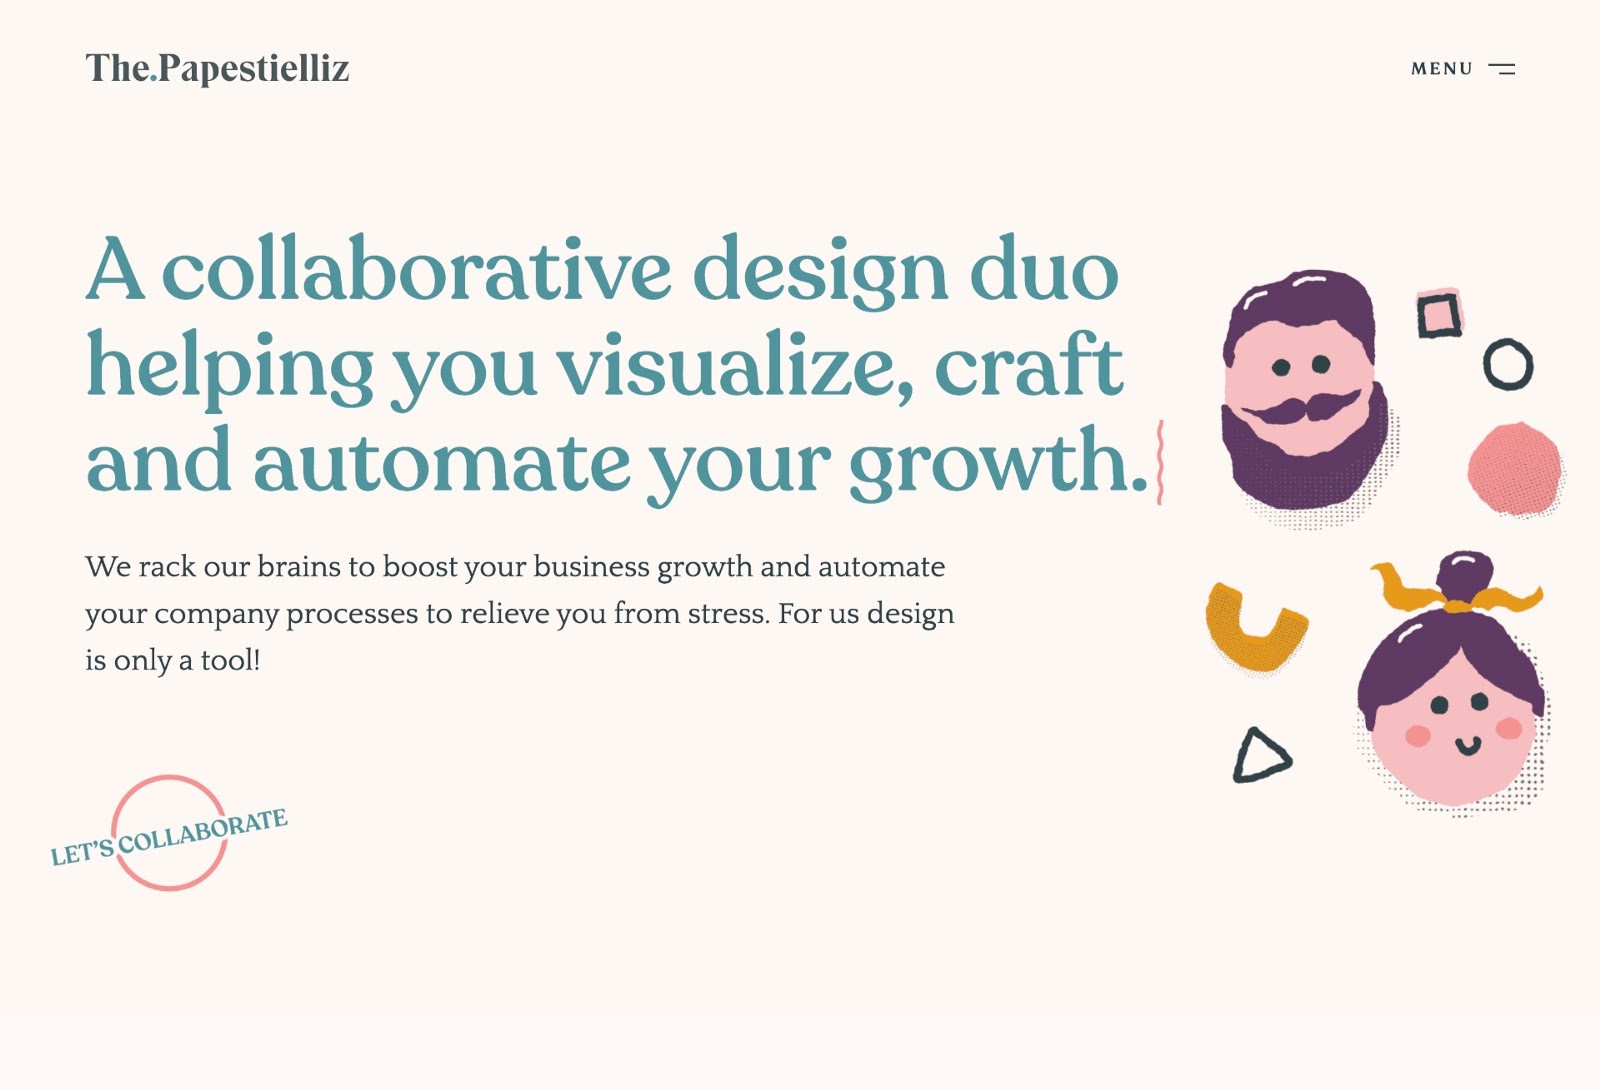 The.Papestielliz
MENU
A collaborative design duo
helping you visualize, craft
and automate your growth.
We rack our brains to boost your business growth and automate
your company processes to relieve you from stress. For us design
is only a tool!
LET'S COLLABORATE